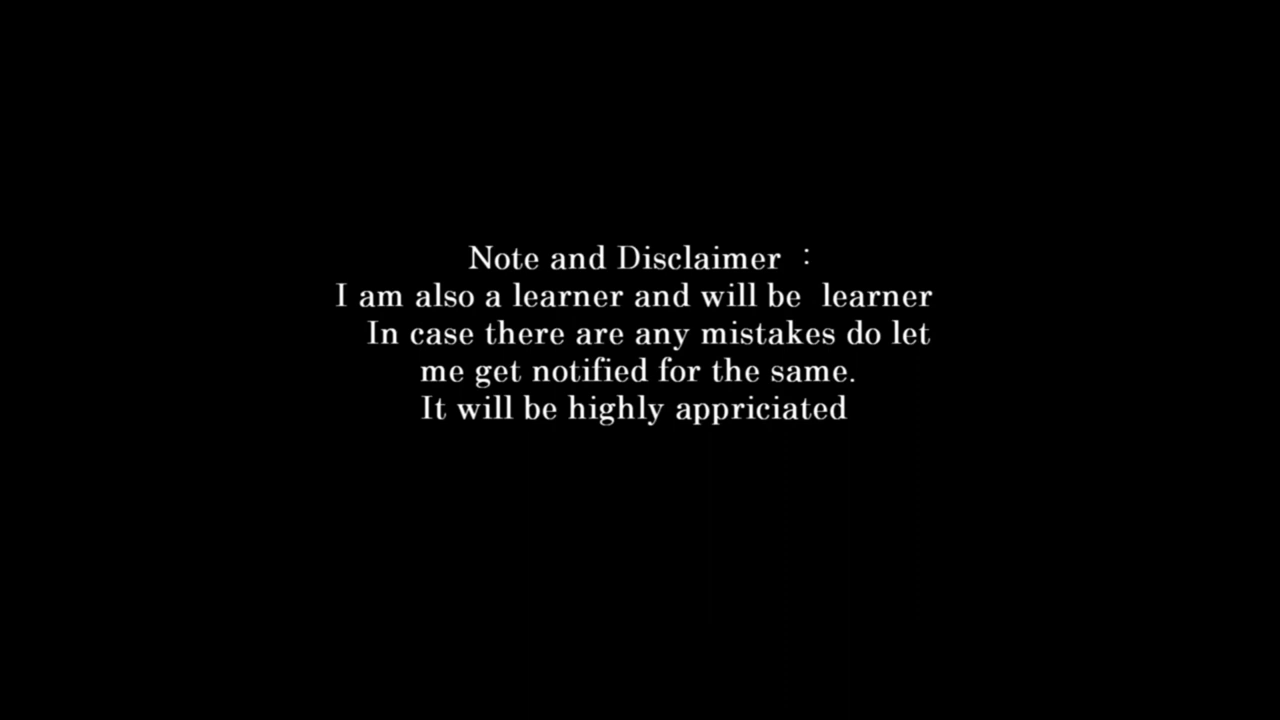 Note and Disclaimer :
I am also a learner and will be learner
In case there are any mistakes do let
me get notified for the same.
It will be highly appriciated